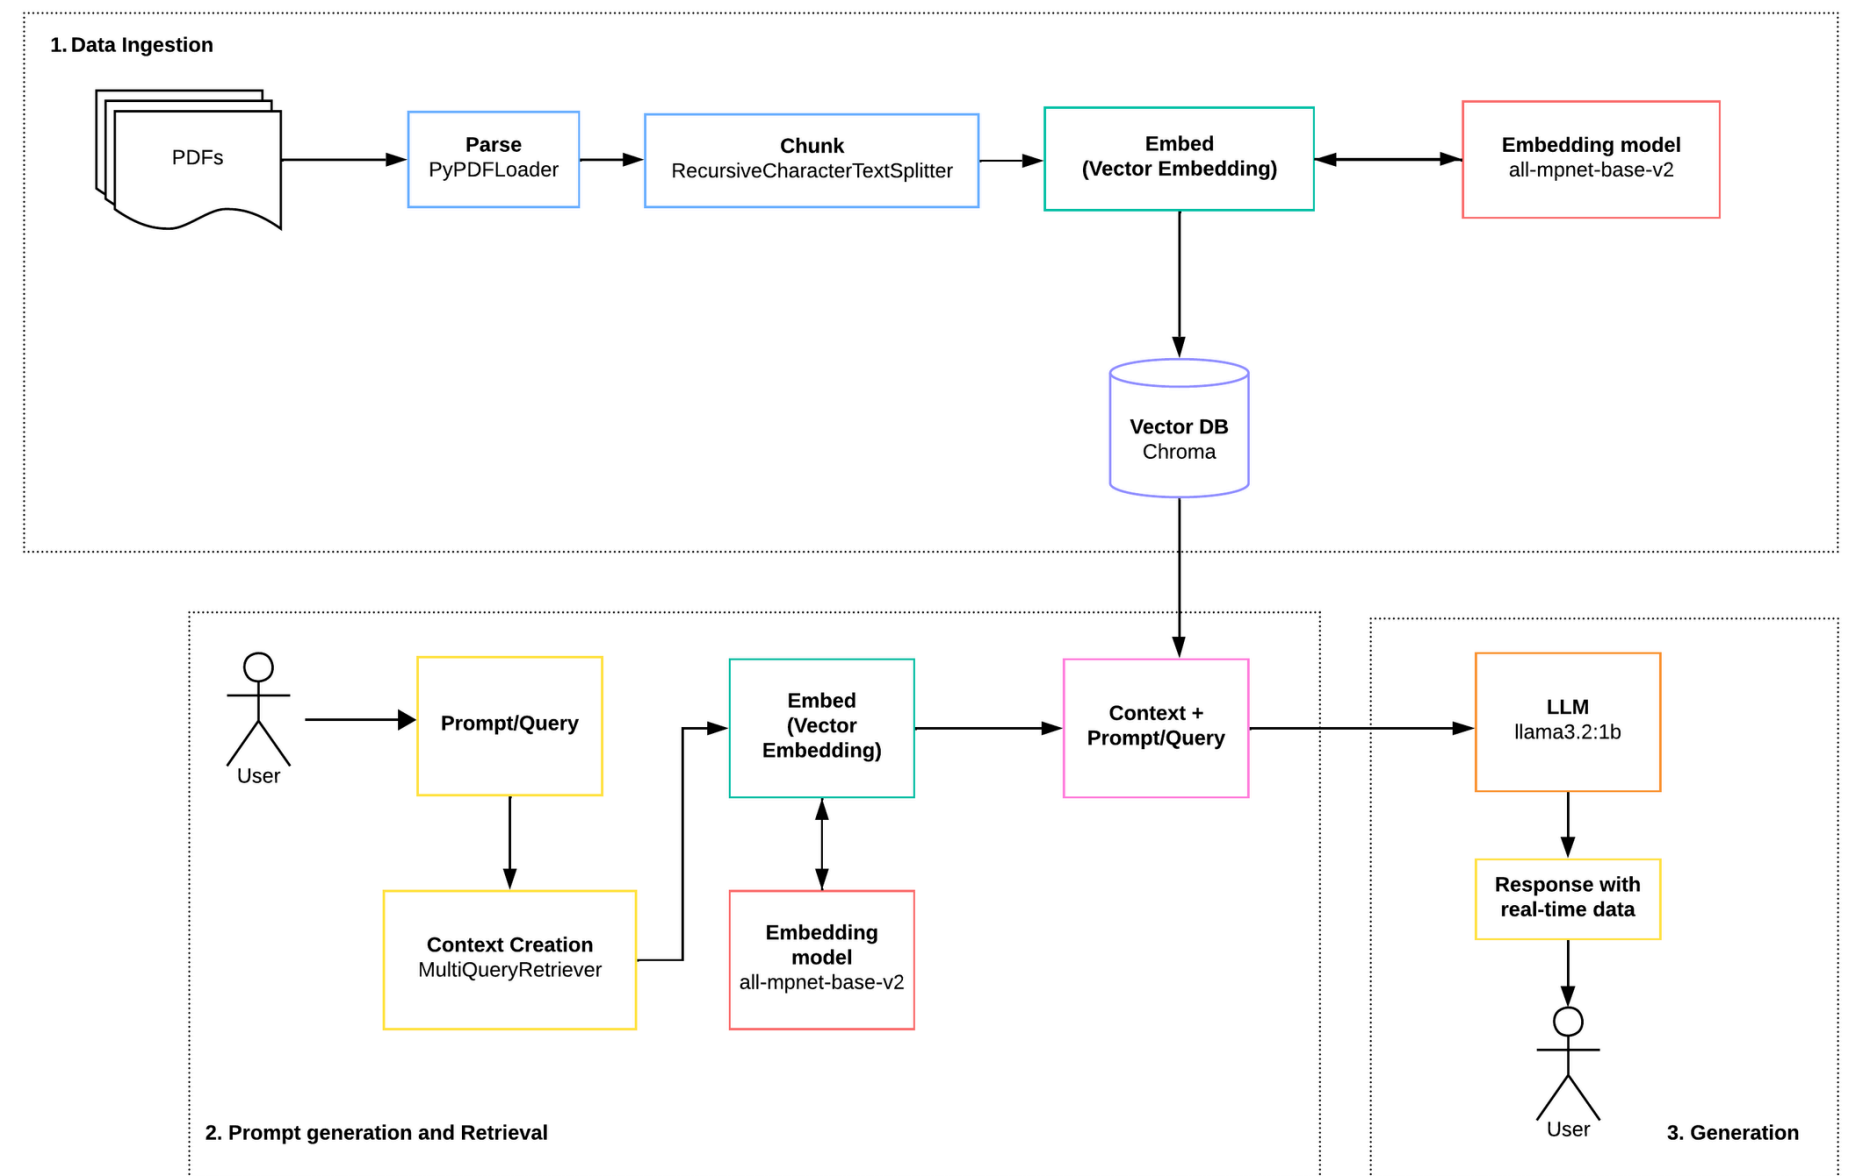 1. Data Ingestion
PDFs
Parse
PyPDFLoader
Chunk
RecursiveCharacterTextSplitter
Embed
(Vector Embedding)
Embedding model
all-mpnet-base-v2
Vector DB
Chroma
User
Prompt/Query
Context Creation
MultiQueryRetriever
Embed
(Vector
Embedding)
Embedding
model
all-mpnet-base-v2
Context +
Prompt/Query
2. Prompt generation and Retrieval
LLM
llama3.2:1b
Response with
real-time data
User
3. Generation